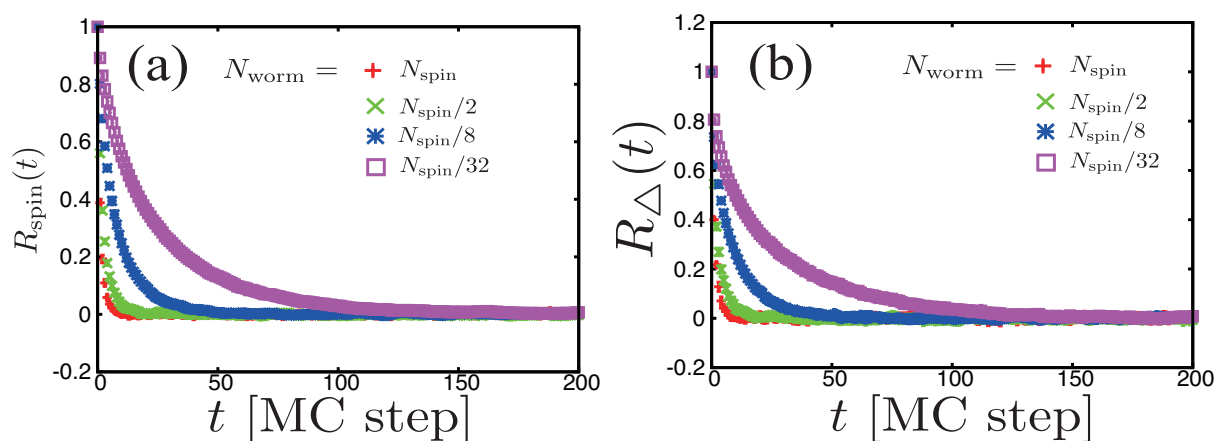 (a)
N_worm = N_spin
N_spin/2
N_spin/8
N_spin/32
R_spin(t)
1
0.8
0.6
0.4
0.2
0
-0.2
0 50 100 150 200
t [MC step]
(b)
N_worm = N_spin
N_spin/2
N_spin/8
N_spin/32
R_△(t)
1.2
1
0.8
0.6
0.4
0.2
0
-0.2
0 50 100 150 200
t [MC step]